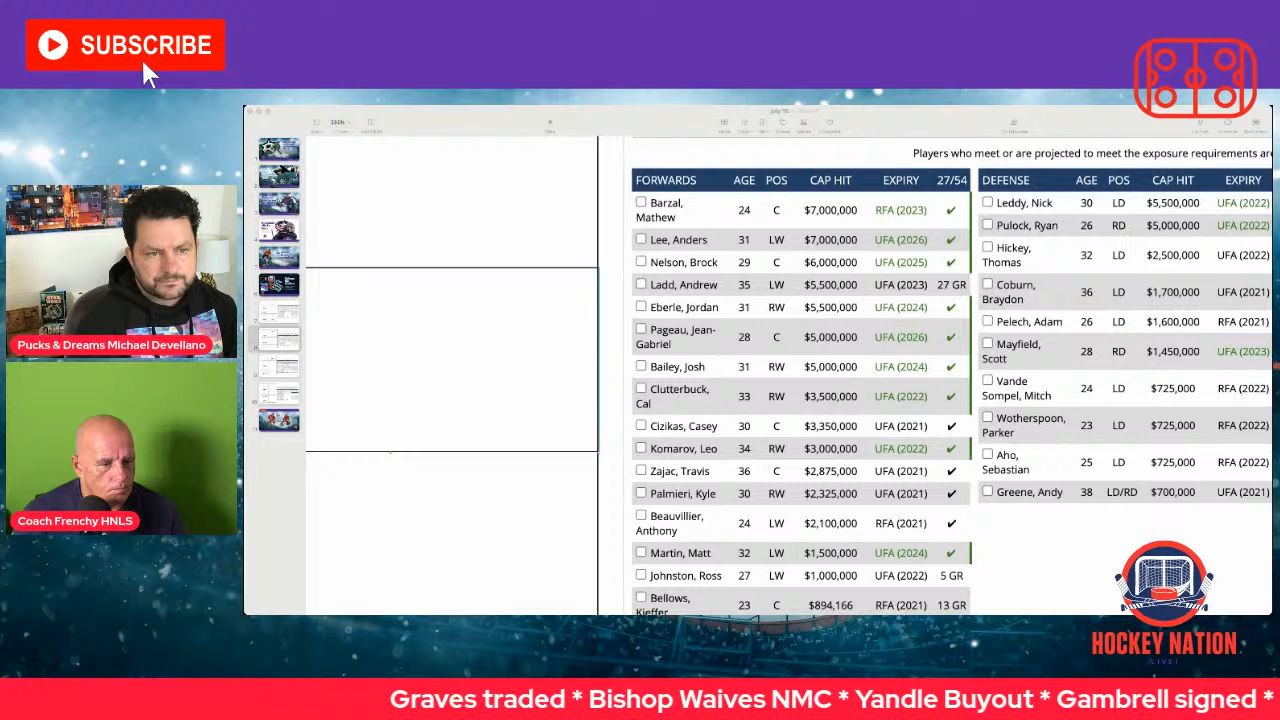 SUBSCRIBE
July 15
Players who meet or are projected to meet the exposure requirements are
FORWARDS AGE POS CAP HIT EXPIRY 27/54
Barzal, Mathew 24 C $7,000,000 RFA (2023) ✔
Lee, Anders 31 LW $7,000,000 UFA (2026) ✔
Nelson, Brock 29 C $6,000,000 UFA (2025) ✔
Ladd, Andrew 35 LW $5,500,000 UFA (2023) 27 GR
Eberle, Jordan 31 RW $5,500,000 UFA (2024) ✔
Pageau, Jean-Gabriel 28 C $5,000,000 UFA (2026) ✔
Bailey, Josh 31 RW $5,000,000 UFA (2024) ✔
Clutterbuck, Cal 33 RW $3,500,000 UFA (2022) ✔
Cizikas, Casey 30 C $3,350,000 UFA (2021) ✔
Komarov, Leo 34 RW $3,000,000 UFA (2022) ✔
Zajac, Travis 36 C $2,875,000 UFA (2021) ✔
Palmieri, Kyle 30 RW $2,325,000 UFA (2021) ✔
Beauvillier, Anthony 24 LW $2,100,000 RFA (2021) ✔
Martin, Matt 32 LW $1,500,000 UFA (2024) ✔
Johnston, Ross 27 LW $1,000,000 UFA (2022) 5 GR
Bellows, Kieffer 23 C $894,166 RFA (2021) 13 GR
DEFENSE AGE POS CAP HIT EXPIRY
Leddy, Nick 30 LD $5,500,000 UFA (2022)
Pulock, Ryan 26 RD $5,000,000 UFA (2022)
Hickey, Thomas 32 LD $2,500,000 UFA (2022)
Coburn, Braydon 36 LD $1,700,000 UFA (2021)
Pelech, Adam 26 LD $1,600,000 RFA (2021)
Mayfield, Scott 28 RD $1,450,000 UFA (2023)
Vande Sompel, Mitch 24 LD $725,000 RFA (2022)
Wotherspoon, Parker 23 LD $725,000 RFA (2022)
Aho, Sebastian 25 LD $725,000 RFA (2022)
Greene, Andy 38 LD/RD $700,000 UFA (2021)
Pucks & Dreams Michael Devellano
Coach Frenchy HNLS
HOCKEY NATION
LIVE!
Graves traded * Bishop Waives NMC * Yandle Buyout * Gambrell signed *